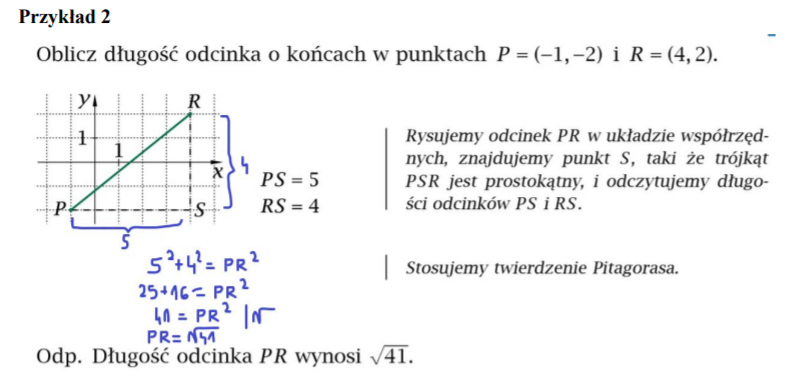 Przykład 2
Oblicz długość odcinka o końcach w punktach P = (−1, −2) i R = (4, 2).
y
R
1
1
x
4
P
S
5
PS = 5
RS = 4
Rysujemy odcinek PR w układzie współrzęd-
nych, znajdujemy punkt S, taki że trójkąt
PSR jest prostokątny, i odczytujemy długo-
ści odcinków PS i RS.
5² + 4² = PR²
25 + 16 = PR²
41 = PR² |√
PR = √41
Stosujemy twierdzenie Pitagorasa.
Odp. Długość odcinka PR wynosi √41.